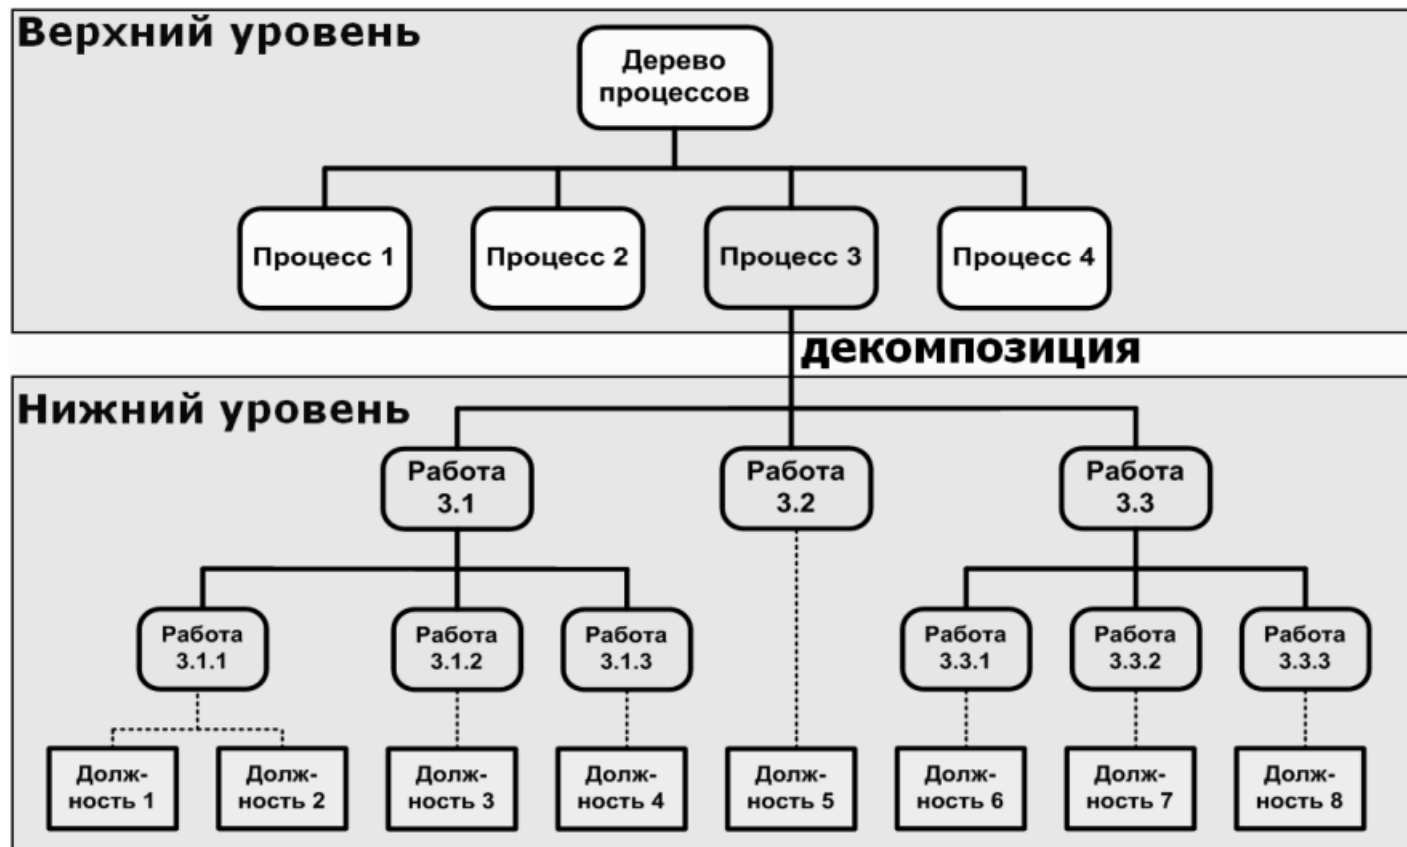 Верхний уровень
Дерево
процессов
Процесс 1
Процесс 2
Процесс 3
Процесс 4
декомпозиция
Нижний уровень
Работа
3.1
Работа
3.2
Работа
3.3
Работа
3.1.1
Работа
3.1.2
Работа
3.1.3
Работа
3.3.1
Работа
3.3.2
Работа
3.3.3
Долж-
ность 1
Долж-
ность 2
Долж-
ность 3
Долж-
ность 4
Долж-
ность 5
Долж-
ность 6
Долж-
ность 7
Долж-
ность 8